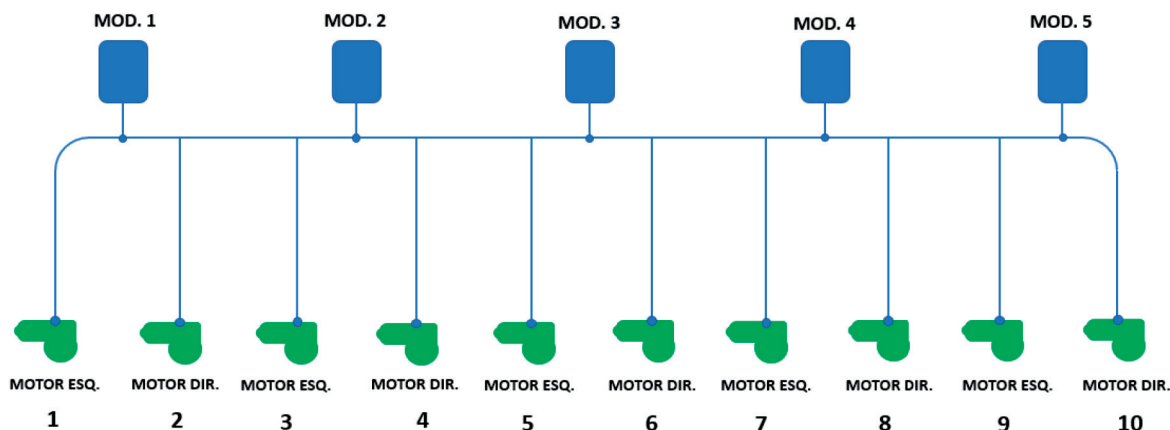 MOD. 1 MOD. 2 MOD. 3 MOD. 4 MOD. 5
MOTOR ESQ. MOTOR DIR. MOTOR ESQ. MOTOR DIR. MOTOR ESQ. MOTOR DIR. MOTOR ESQ. MOTOR DIR. MOTOR ESQ. MOTOR DIR.
1 2 3 4 5 6 7 8 9 10